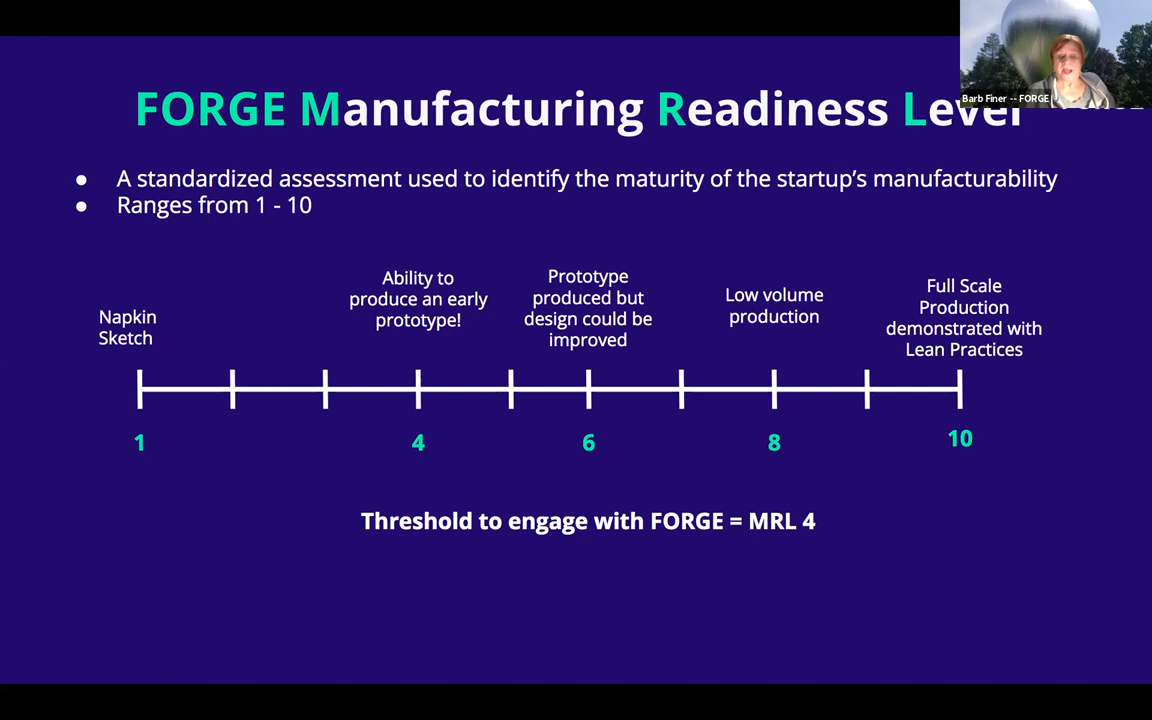 FORGE Manufacturing Readiness Level
● A standardized assessment used to identify the maturity of the startup’s manufacturability
● Ranges from 1 - 10
Napkin
Sketch
Ability to
produce an early
prototype!
Prototype
produced but
design could be
improved
Low volume
production
Full Scale
Production
demonstrated with
Lean Practices
1
4
6
8
10
Threshold to engage with FORGE = MRL 4
Barb Finer -- FORGE